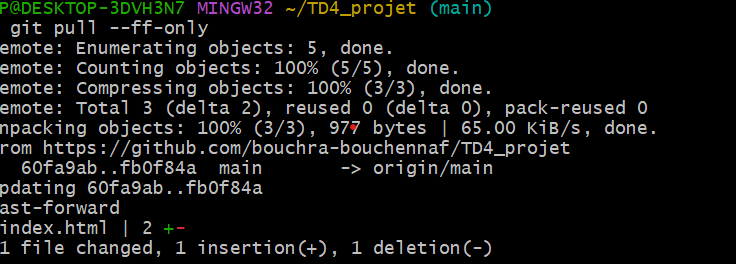 P@DESKTOP-3DVH3N7 MINGW32 ~/TD4_projet (main)
git pull --ff-only
emote: Enumerating objects: 5, done.
emote: Counting objects: 100% (5/5), done.
emote: Compressing objects: 100% (3/3), done.
emote: Total 3 (delta 2), reused 0 (delta 0), pack-reused 0
npacking objects: 100% (3/3), 977 bytes | 65.00 KiB/s, done.
rom https://github.com/bouchra-bouchennaf/TD4_projet
60fa9ab..fb0f84a  main       -> origin/main
pdating 60fa9ab..fb0f84a
ast-forward
index.html | 2 +-
1 file changed, 1 insertion(+), 1 deletion(-)